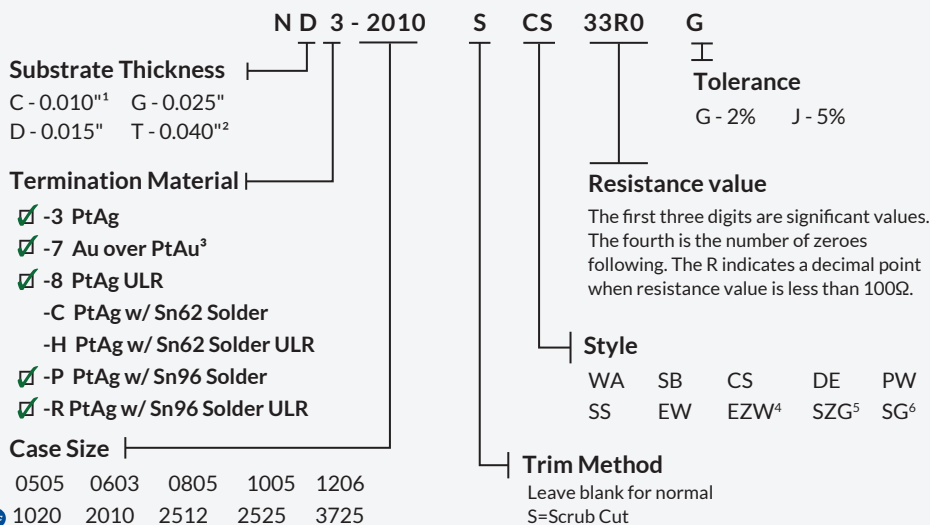 N D 3 - 2010 S CS 33R0 G
Substrate Thickness
C - 0.010"¹ G - 0.025"
D - 0.015" T - 0.040"²
Termination Material
-3 PtAg
-7 Au over PtAu³
-8 PtAg ULR
-C PtAg w/ Sn62 Solder
-H PtAg w/ Sn62 Solder ULR
-P PtAg w/ Sn96 Solder
-R PtAg w/ Sn96 Solder ULR
Case Size
0505 0603 0805 1005 1206
1020 2010 2512 2525 3725
Tolerance
G - 2% J - 5%
Resistance value
The first three digits are significant values.
The fourth is the number of zeroes
following. The R indicates a decimal point
when resistance value is less than 100Ω.
Style
WA SB CS DE PW
SS EW EZW⁴ SZG⁵ SG⁶
Trim Method
Leave blank for normal
S=Scrub Cut